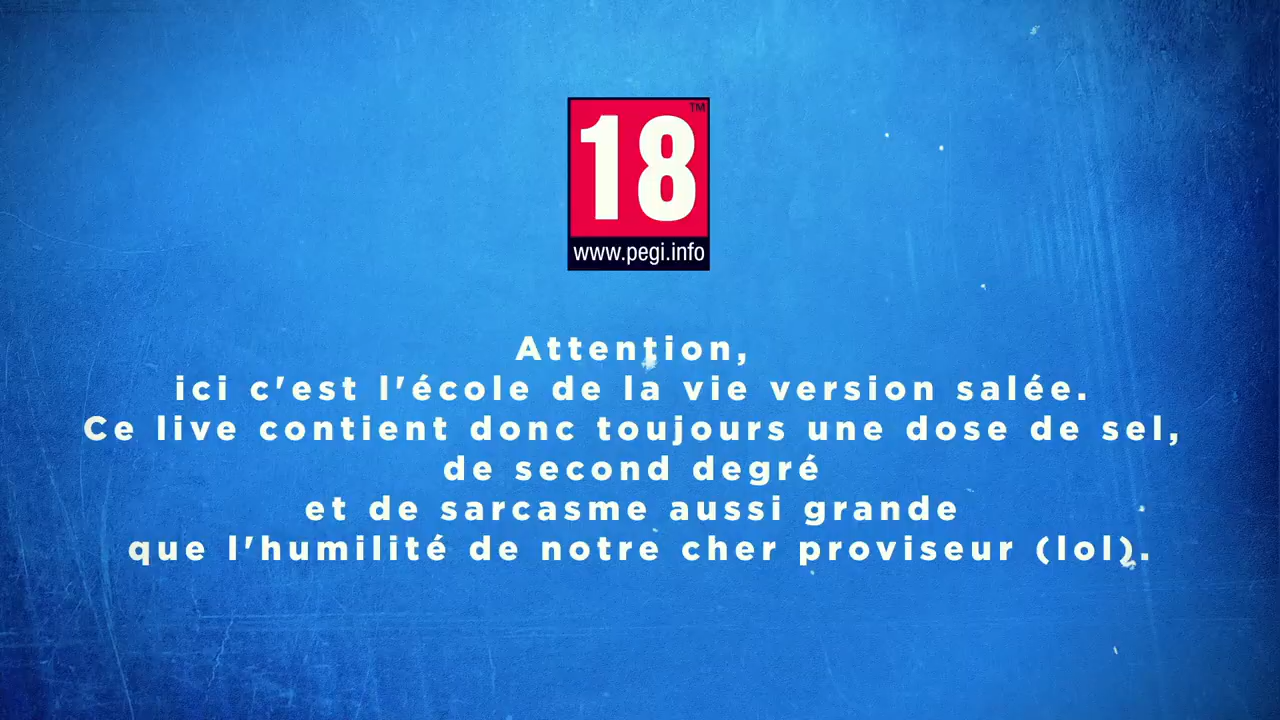 18
TM
www.pegi.info
Attention,
ici c'est l'école de la vie version salée.
Ce live contient donc toujours une dose de sel,
de second degré
et de sarcasme aussi grande
que l'humilité de notre cher proviseur (lol).